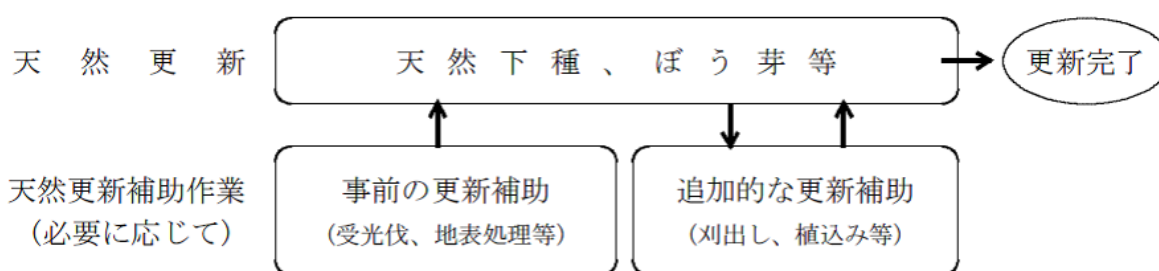 天然更新
天然下種、ぼう芽等
更新完了
天然更新補助作業
(必要に応じて)
事前の更新補助
(受光伐、地表処理等)
追加的な更新補助
(刈出し、植込み等)